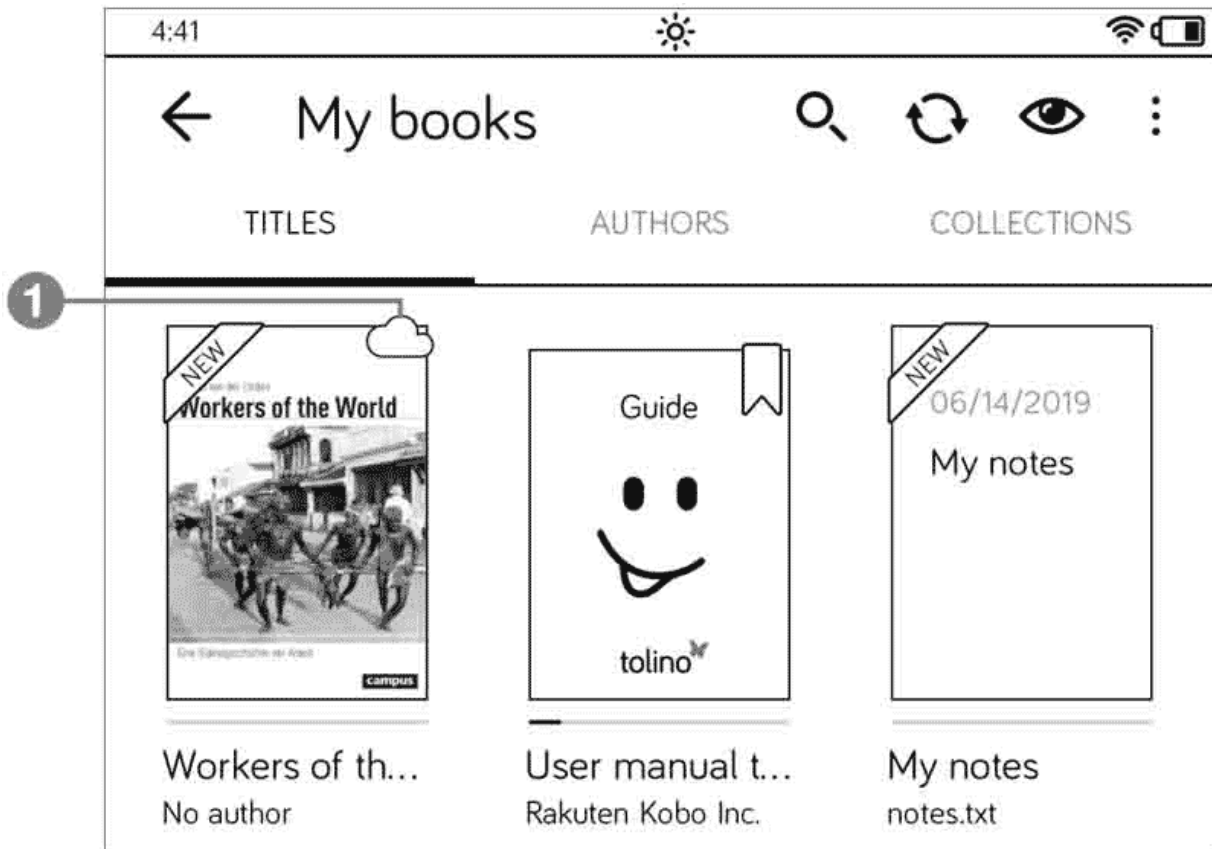 4:41
My books
TITLES AUTHORS COLLECTIONS
1
NEW
Workers of the World
campus
Guide
tolino
NEW
06/14/2019
My notes
Workers of th... User manual t... My notes
No author Rakuten Kobo Inc. notes.txt